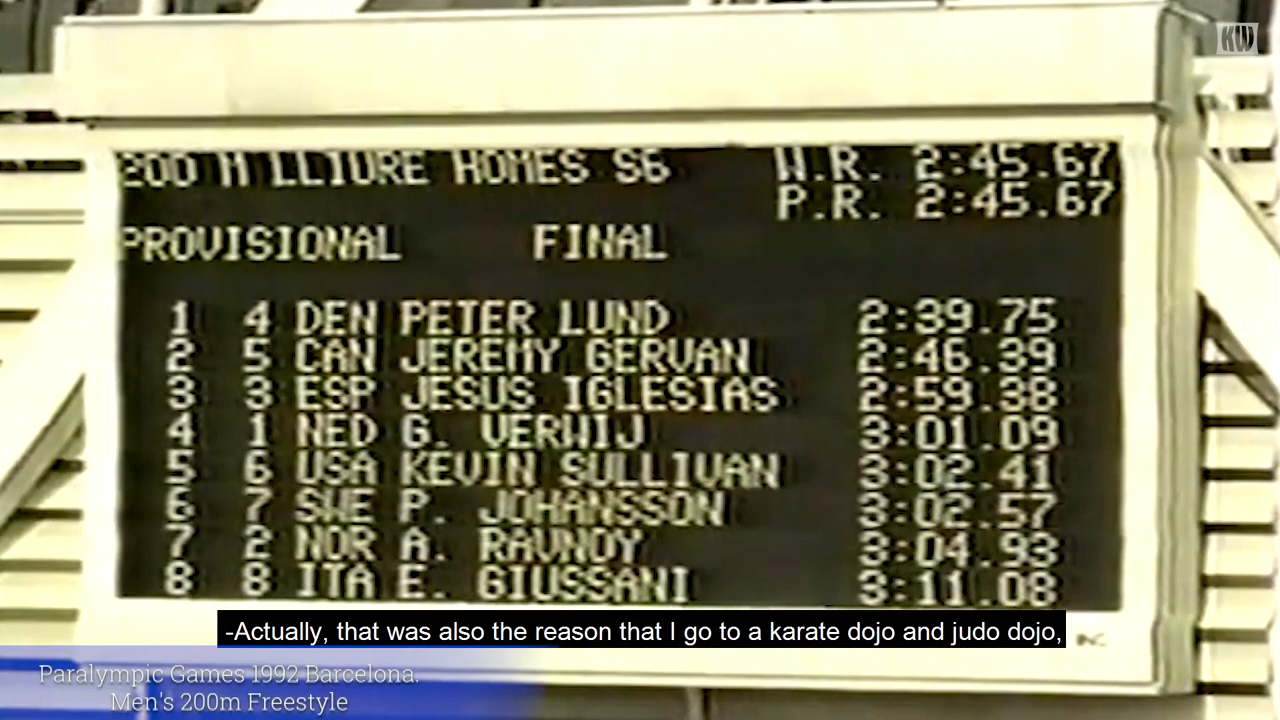 KW
200 M LLIURE HOMES S6 W.R. 2:45.67
P.R. 2:45.67
PROVISIONAL FINAL
1 4 DEN PETER LUND 2:39.75
2 5 CAN JEREMY GERVAN 2:46.39
3 3 ESP JESUS IGLESIAS 2:59.38
4 1 NED G. VERWIJ 3:01.09
5 6 USA KEVIN SULLIVAN 3:02.41
6 7 SWE P. JOHANSSON 3:02.57
7 2 NOR A. RAVNOY 3:04.93
8 8 ITA E. GIUSSANI 3:11.08
-Actually, that was also the reason that I go to a karate dojo and judo dojo,
INC.
Paralympic Games 1992 Barcelona.
Men's 200m Freestyle